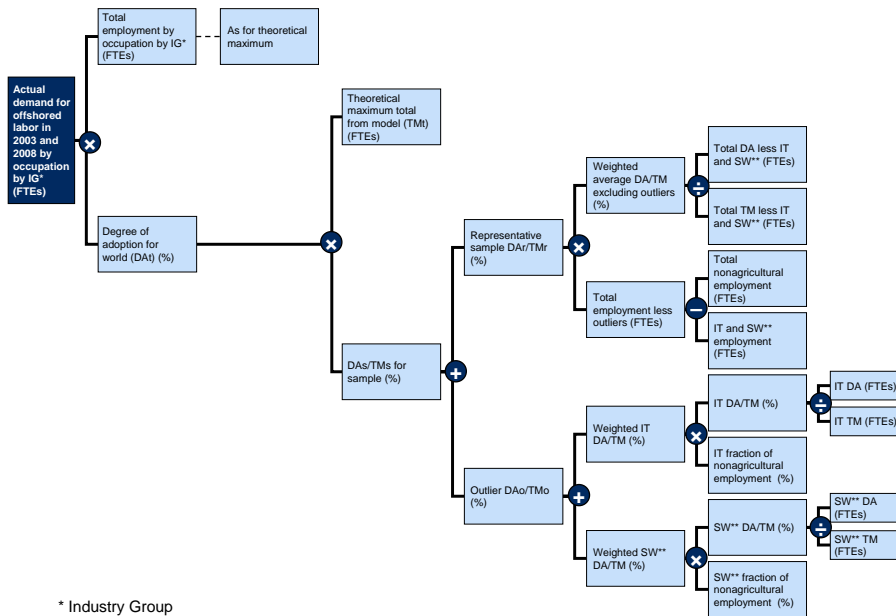 Total
employment by
occupation by IG*
(FTEs)
As for theoretical
maximum
Actual
demand for
offshored
labor in
2003 and
2008 by
occupation
by IG*
(FTEs)
×
Degree of
adoption for
world (DAt) (%)
Theoretical
maximum total
from model (TMt)
(FTEs)
×
DAs/TMs for
sample (%)
+
Representative
sample DAr/TMr
(%)
×
Weighted
average DA/TM
excluding outliers
(%)
÷
Total DA less IT
and SW** (FTEs)
Total TM less IT
and SW** (FTEs)
Total
employment less
outliers (FTEs)
−
Total
nonagricultural
employment
(FTEs)
IT and SW**
employment
(FTEs)
Outlier DAo/TMo
(%)
+
Weighted IT
DA/TM (%)
×
IT DA/TM (%)
÷
IT DA (FTEs)
IT TM (FTEs)
IT fraction of
nonagricultural
employment (%)
Weighted SW**
DA/TM (%)
×
SW** DA/TM (%)
÷
SW** DA
(FTEs)
SW** TM
(FTEs)
SW** fraction of
nonagricultural
employment (%)
* Industry Group